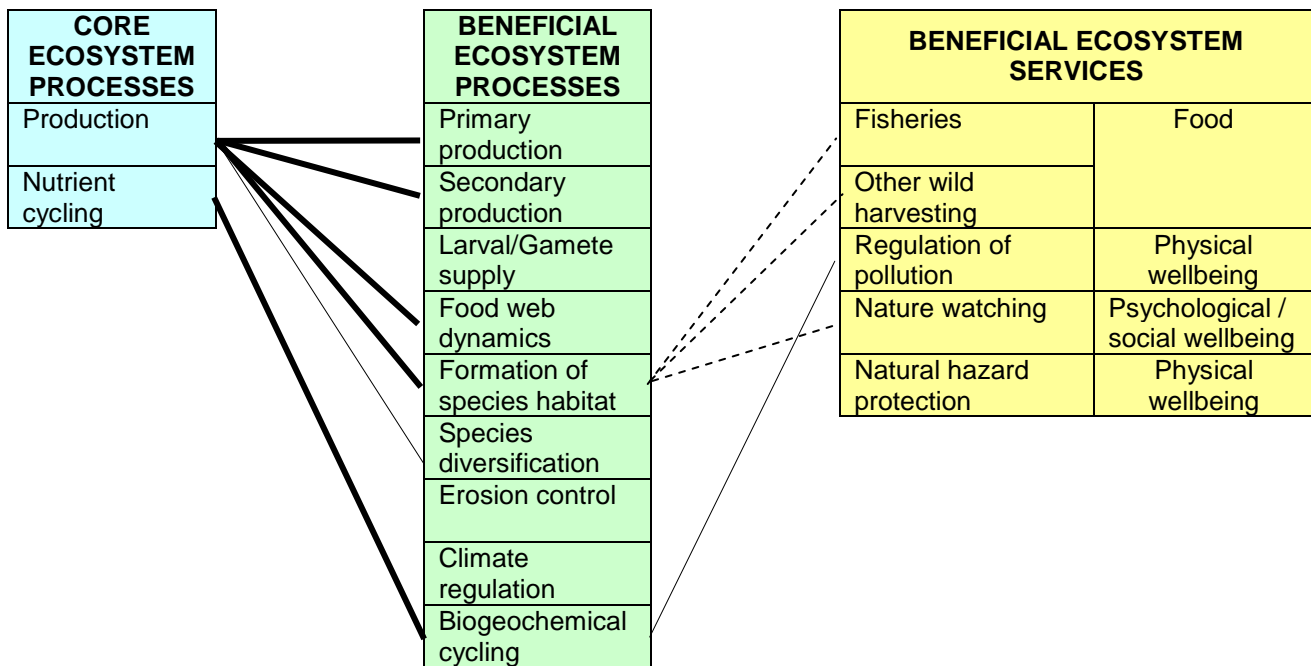 CORE
ECOSYSTEM
PROCESSES
Production
Nutrient
cycling
BENEFICIAL
ECOSYSTEM
PROCESSES
Primary
production
Secondary
production
Larval/Gamete
supply
Food web
dynamics
Formation of
species habitat
Species
diversification
Erosion control
Climate
regulation
Biogeochemical
cycling
BENEFICIAL ECOSYSTEM
SERVICES
Fisheries
Food
Other wild
harvesting
Regulation of
pollution
Physical
wellbeing
Nature watching
Psychological /
social wellbeing
Natural hazard
protection
Physical
wellbeing